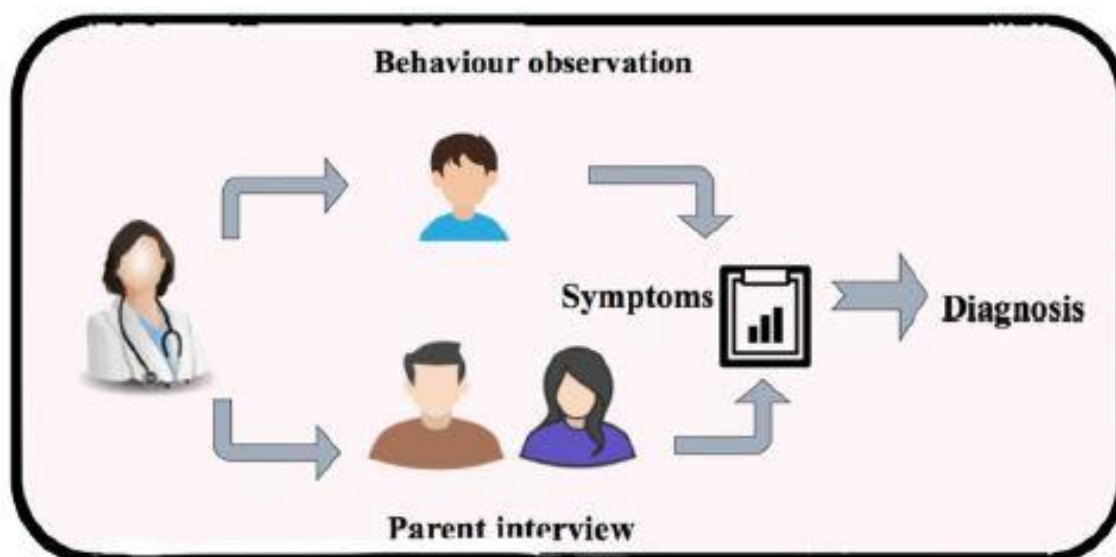 Behaviour observation
Symptoms
Diagnosis
Parent interview